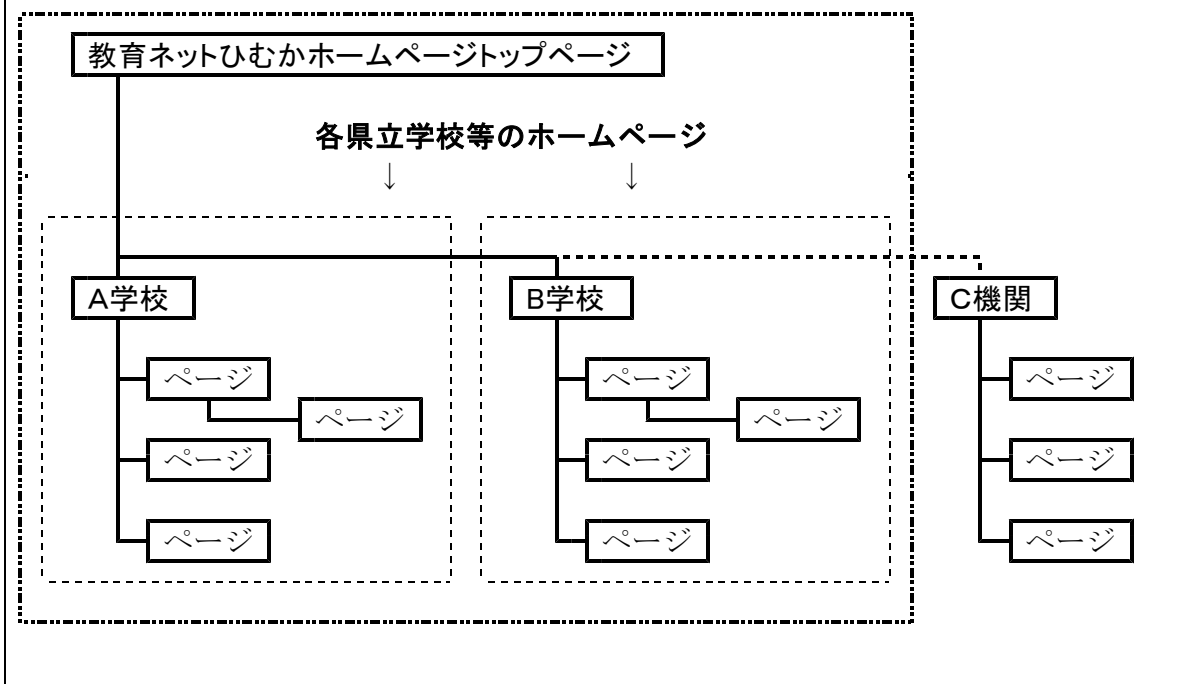 教育ネットひむかホームページトップページ
各県立学校等のホームページ
↓ ↓
A学校 B学校 C機関
ページ ページ ページ
ページ ページ
ページ ページ ページ
ページ ページ ページ